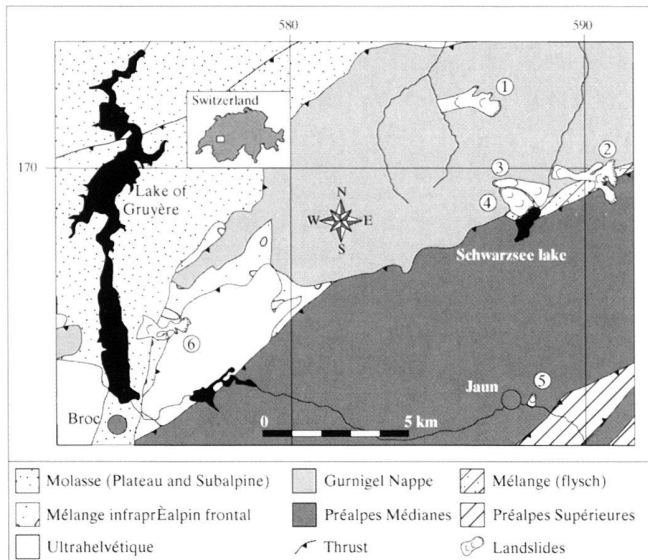 580
590
Switzerland
1
2
170
Lake of
Gruyère
3
4
N
W E
S
Schwarzsee lake
6
Jaun
5
Broc
0 5 km
Molasse (Plateau and Subalpine)
Gurnigel Nappe
Mélange (flysch)
Mélange infraprÈalpin frontal
Préalpes Médianes
Préalpes Supérieures
Ultrahelvétique
Thrust
Landslides